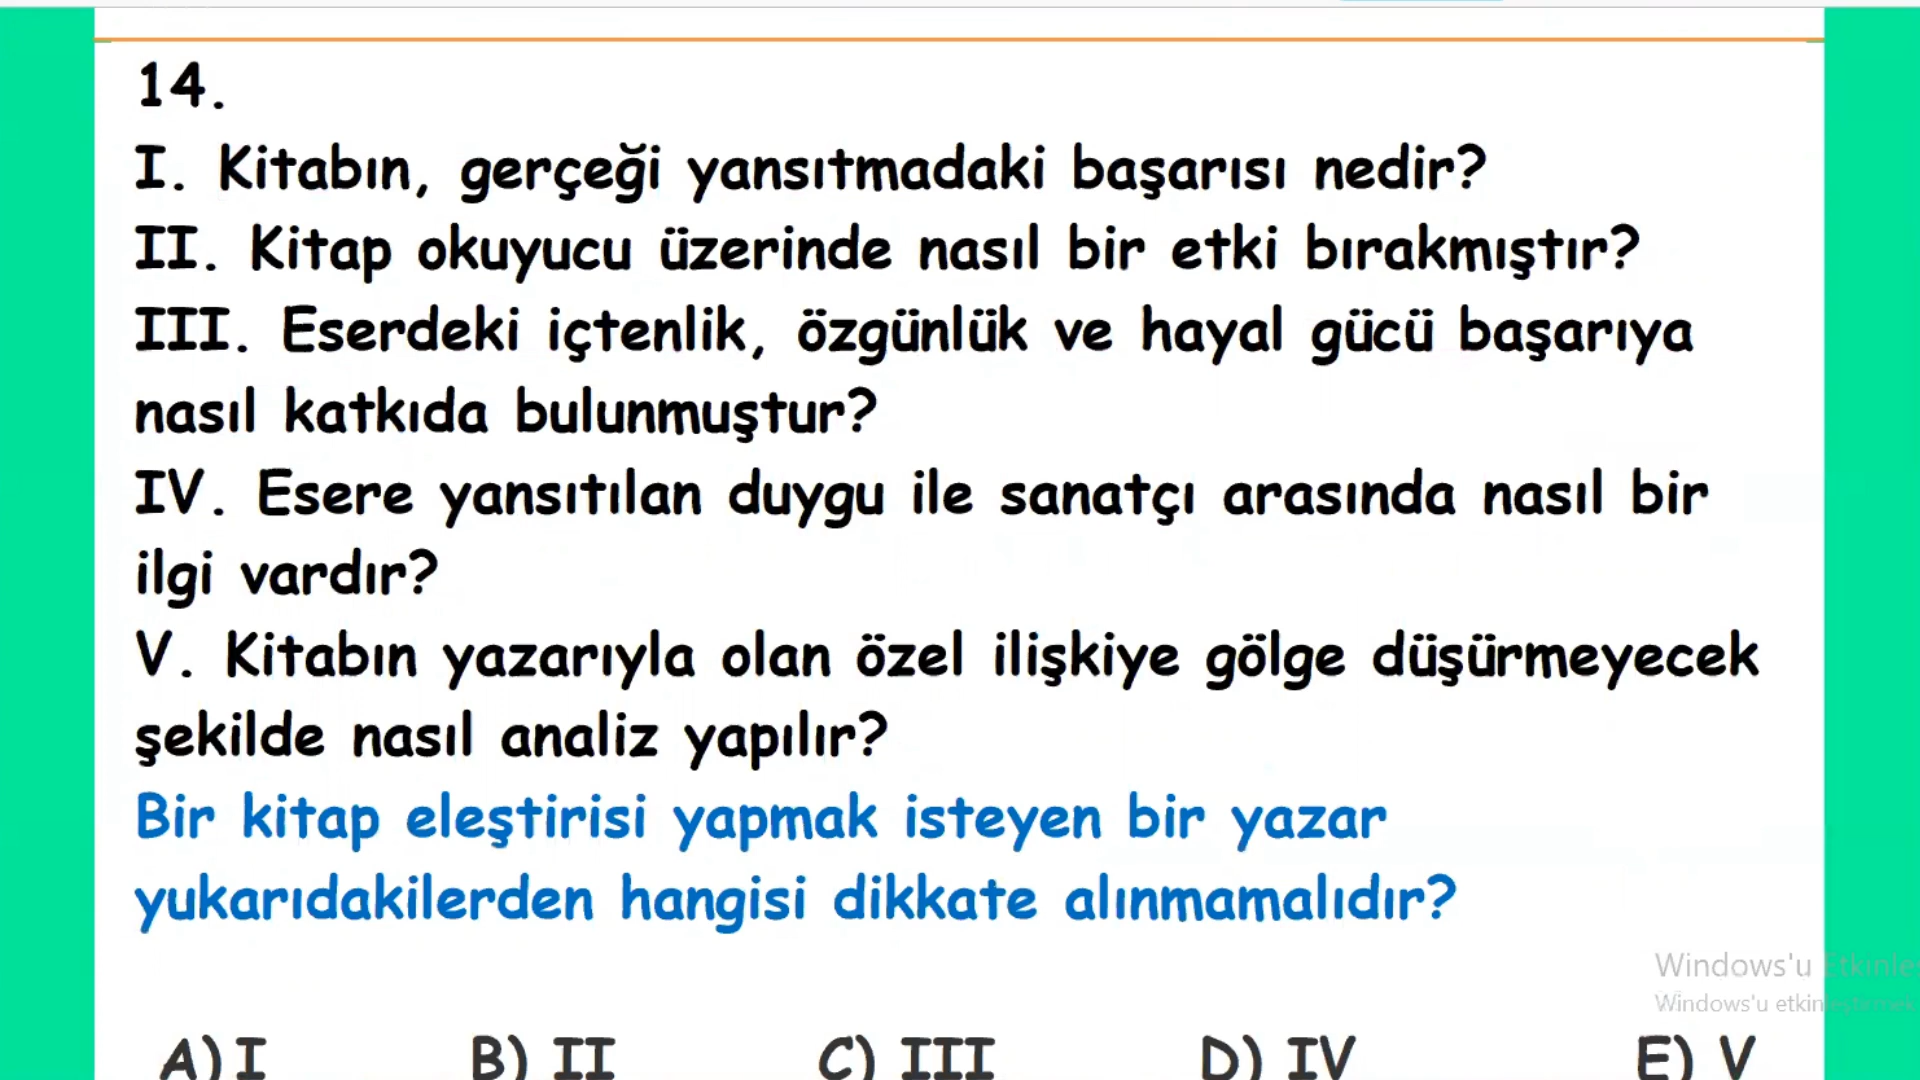 14.
I. Kitabın, gerçeği yansıtmadaki başarısı nedir?
II. Kitap okuyucu üzerinde nasıl bir etki bırakmıştır?
III. Eserdeki içtenlik, özgünlük ve hayal gücü başarıya
nasıl katkıda bulunmuştur?
IV. Esere yansıtılan duygu ile sanatçı arasında nasıl bir
ilgi vardır?
V. Kitabın yazarıyla olan özel ilişkiye gölge düşürmeyecek
şekilde nasıl analiz yapılır?
Bir kitap eleştirisi yapmak isteyen bir yazar
yukarıdakilerden hangisi dikkate alınmamalıdır?
Windows'u Etkinleş
Windows'u etkinleştirmek
A) I B) II C) III D) IV E) V